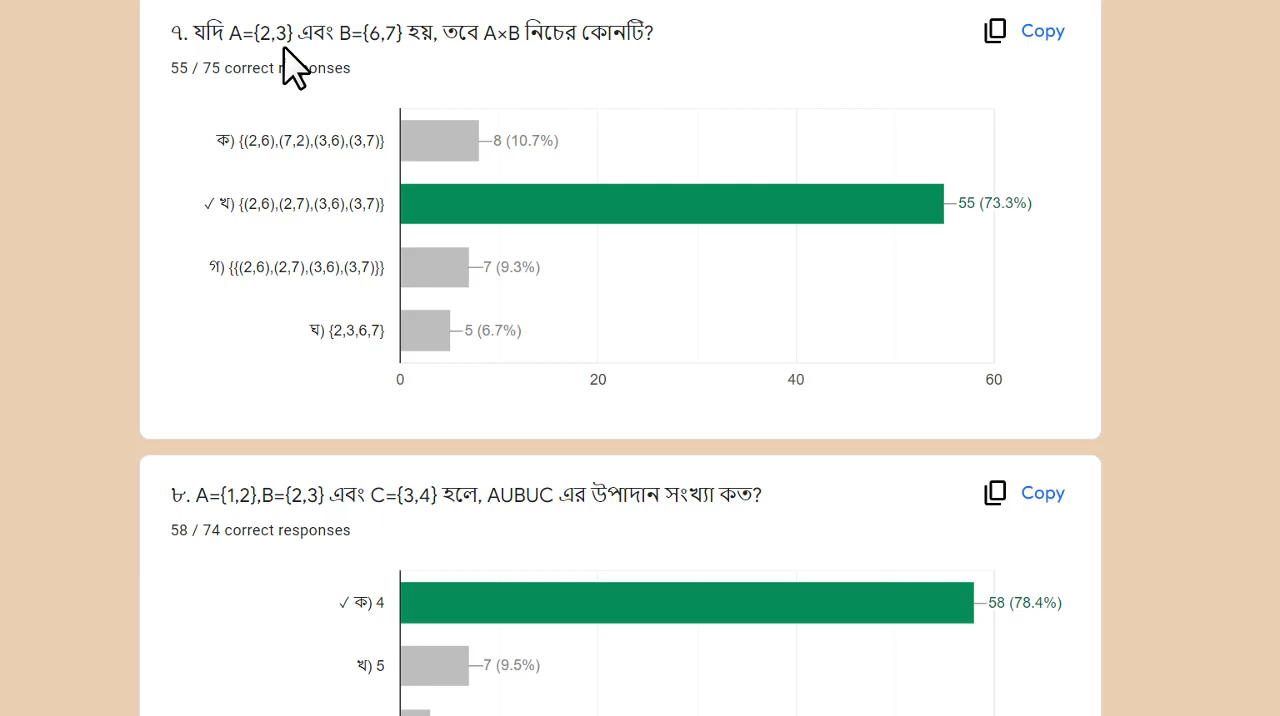 ৭. যদি A={2,3} এবং B={6,7} হয়, তবে A×B নিচের কোনটি?
Copy
55 / 75 correct responses
ক) {(2,6),(7,2),(3,6),(3,7)}
8 (10.7%)
✓ খ) {(2,6),(2,7),(3,6),(3,7)}
55 (73.3%)
গ) {{(2,6),(2,7),(3,6),(3,7)}}
7 (9.3%)
ঘ) {2,3,6,7}
5 (6.7%)
0 20 40 60
৮. A={1,2},B={2,3} এবং C={3,4} হলে, AUBUC এর উপাদান সংখ্যা কত?
Copy
58 / 74 correct responses
✓ ক) 4
58 (78.4%)
খ) 5
7 (9.5%)